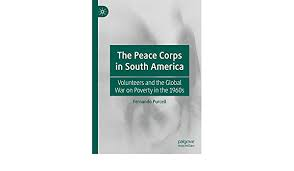 The Peace Corps
in South America
Volunteers and the Global
War on Poverty in the 1960s
Fernando Purcell
palgrave
macmillan